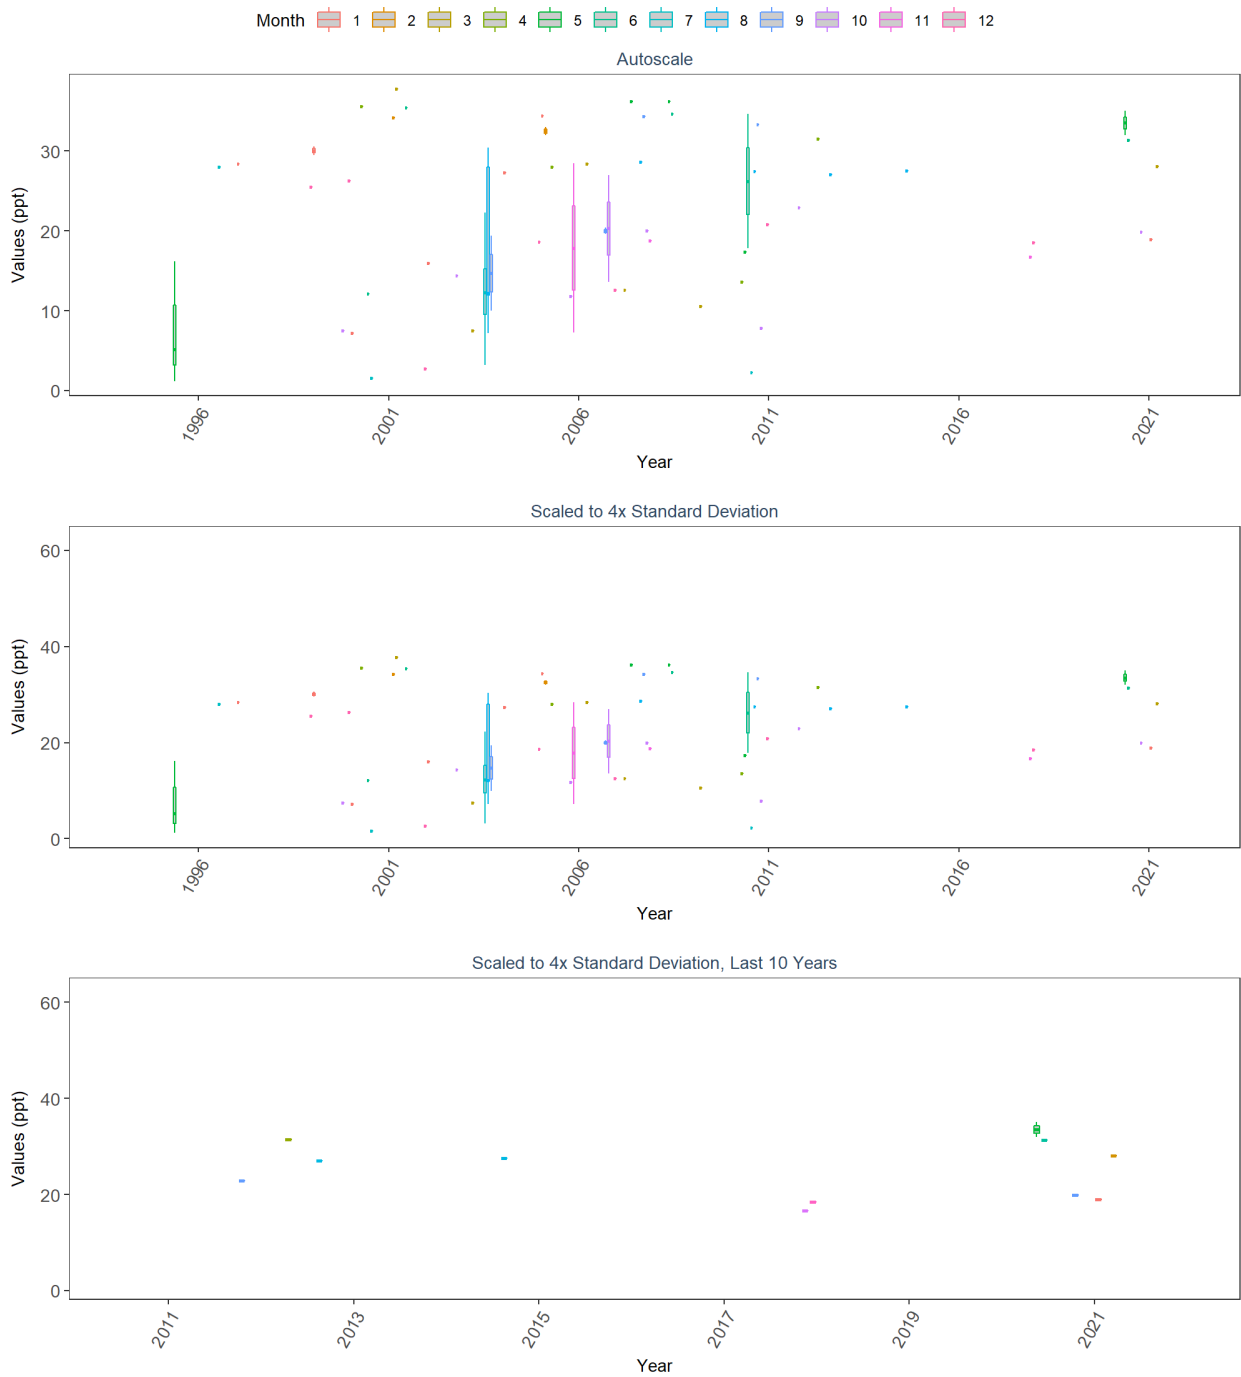 Month 1 2 3 4 5 6 7 8 9 10 11 12
Autoscale
Values (ppt)
30
20
10
0
1996 2001 2006 2011 2016 2021
Year
Scaled to 4x Standard Deviation
Values (ppt)
60
40
20
0
1996 2001 2006 2011 2016 2021
Year
Scaled to 4x Standard Deviation, Last 10 Years
Values (ppt)
60
40
20
0
2011 2013 2015 2017 2019 2021
Year